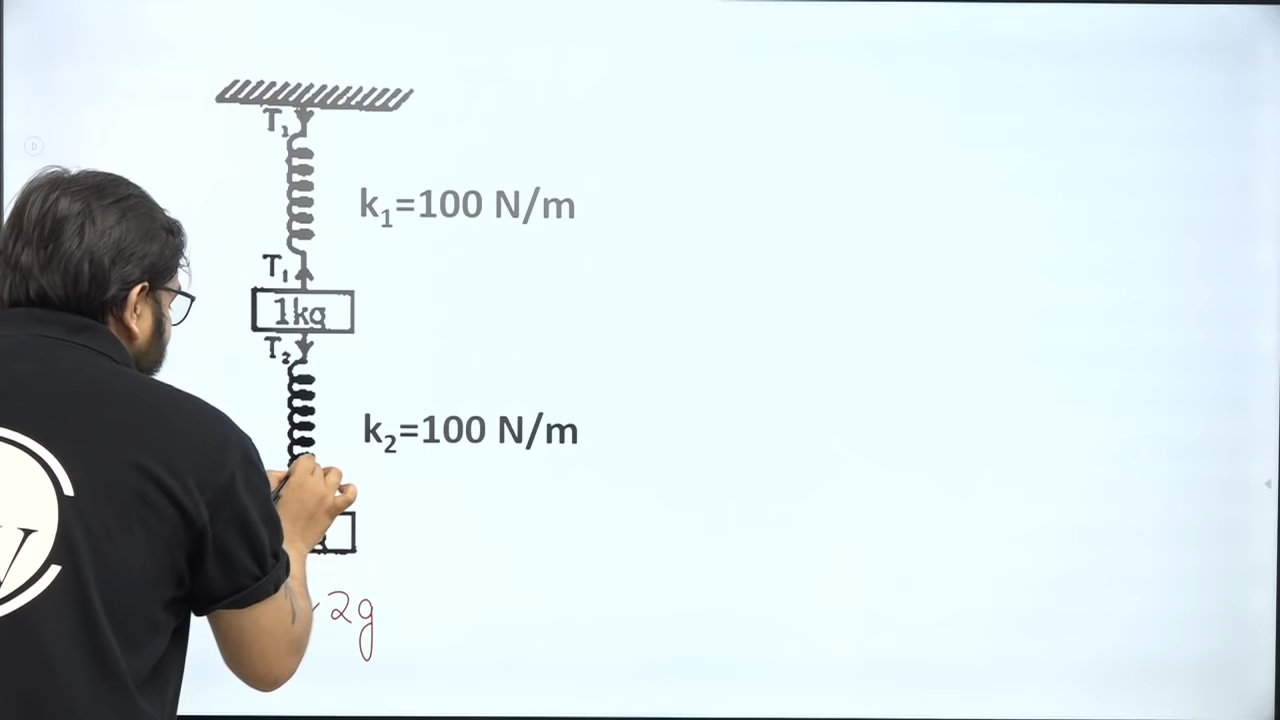 T₁
k₁=100 N/m
T₁
1kg
T₂
k₂=100 N/m
2g